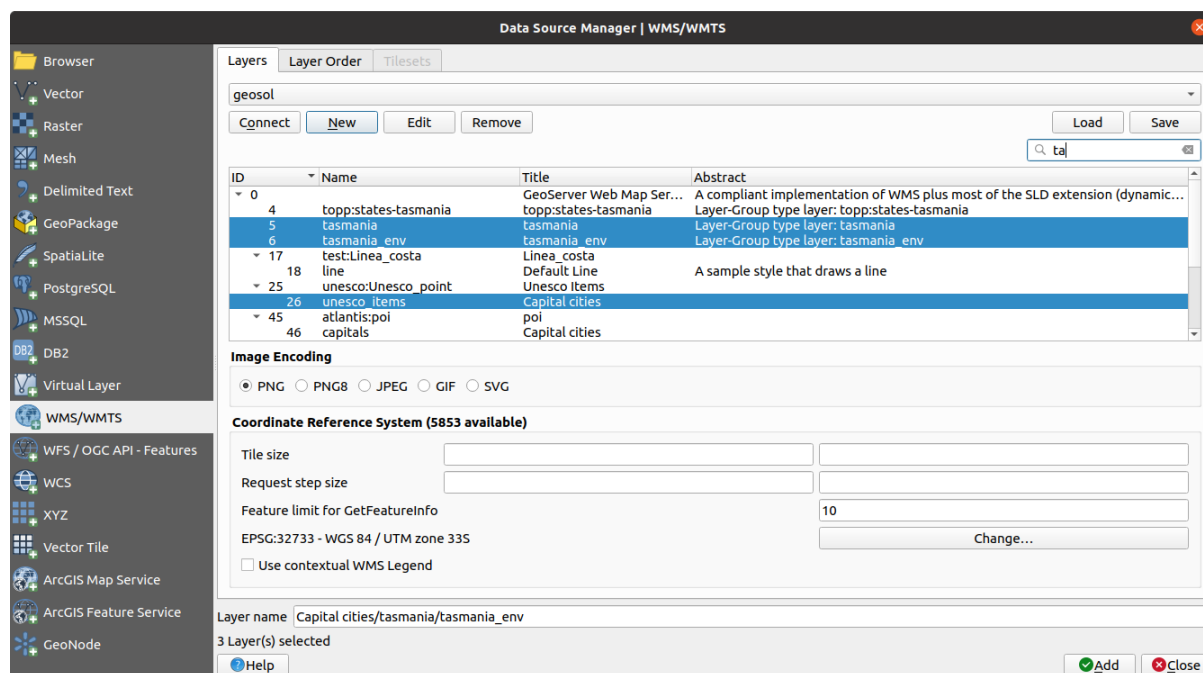 Data Source Manager | WMS/WMTS
Browser
Vector
Raster
Mesh
Delimited Text
GeoPackage
SpatiaLite
PostgreSQL
MSSQL
DB2 DB2
Virtual Layer
WMS/WMTS
WFS / OGC API - Features
WCS
XYZ
Vector Tile
ArcGIS Map Service
ArcGIS Feature Service
GeoNode
Layers Layer Order Tilesets
geosol
Connect New Edit Remove Load Save
ta
ID Name Title Abstract
0 GeoServer Web Map Ser... A compliant implementation of WMS plus most of the SLD extension (dynamic...
4 topp:states-tasmania topp:states-tasmania Layer-Group type layer: topp:states-tasmania
5 tasmania tasmania Layer-Group type layer: tasmania
6 tasmania_env tasmania_env Layer-Group type layer: tasmania_env
17 test:Linea_costa Linea_costa
18 line Default Line A sample style that draws a line
25 unesco:Unesco_point Unesco Items
26 unesco_items Capital cities
45 atlantis:poi poi
46 capitals Capital cities
Image Encoding
PNG PNG8 JPEG GIF SVG
Coordinate Reference System (5853 available)
Tile size
Request step size
Feature limit for GetFeatureInfo 10
EPSG:32733 - WGS 84 / UTM zone 33S Change...
Use contextual WMS Legend
Layer name Capital cities/tasmania/tasmania_env
3 Layer(s) selected
Help Add Close